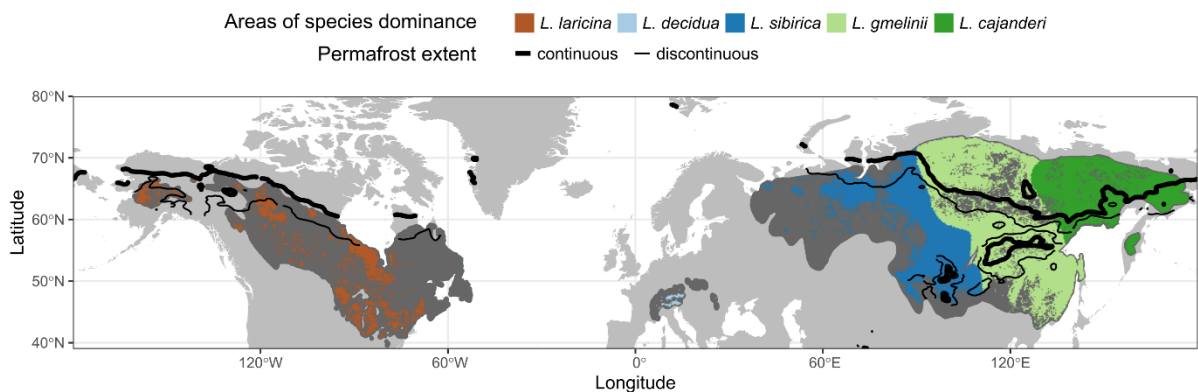 Areas of species dominance L. laricina L. decidua L. sibirica L. gmelinii L. cajanderi
Permafrost extent continuous discontinuous
80°N
70°N
60°N
50°N
40°N
Latitude
120°W 60°W 0° 60°E 120°E
Longitude